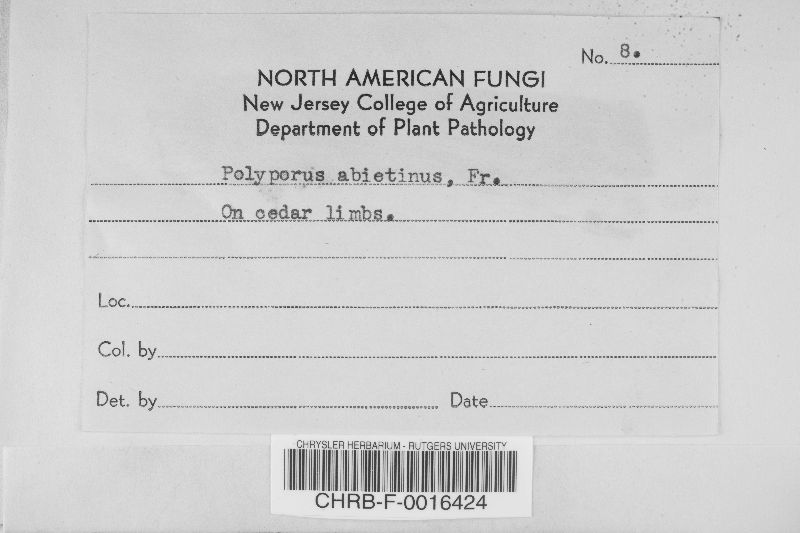 No. 8.
NORTH AMERICAN FUNGI
New Jersey College of Agriculture
Department of Plant Pathology
Polyporus abietinus, Fr.
On cedar limbs.
Loc.
Col. by
Det. by Date
CHRYSLER HERBARIUM - RUTGERS UNIVERSITY
CHRB-F-0016424